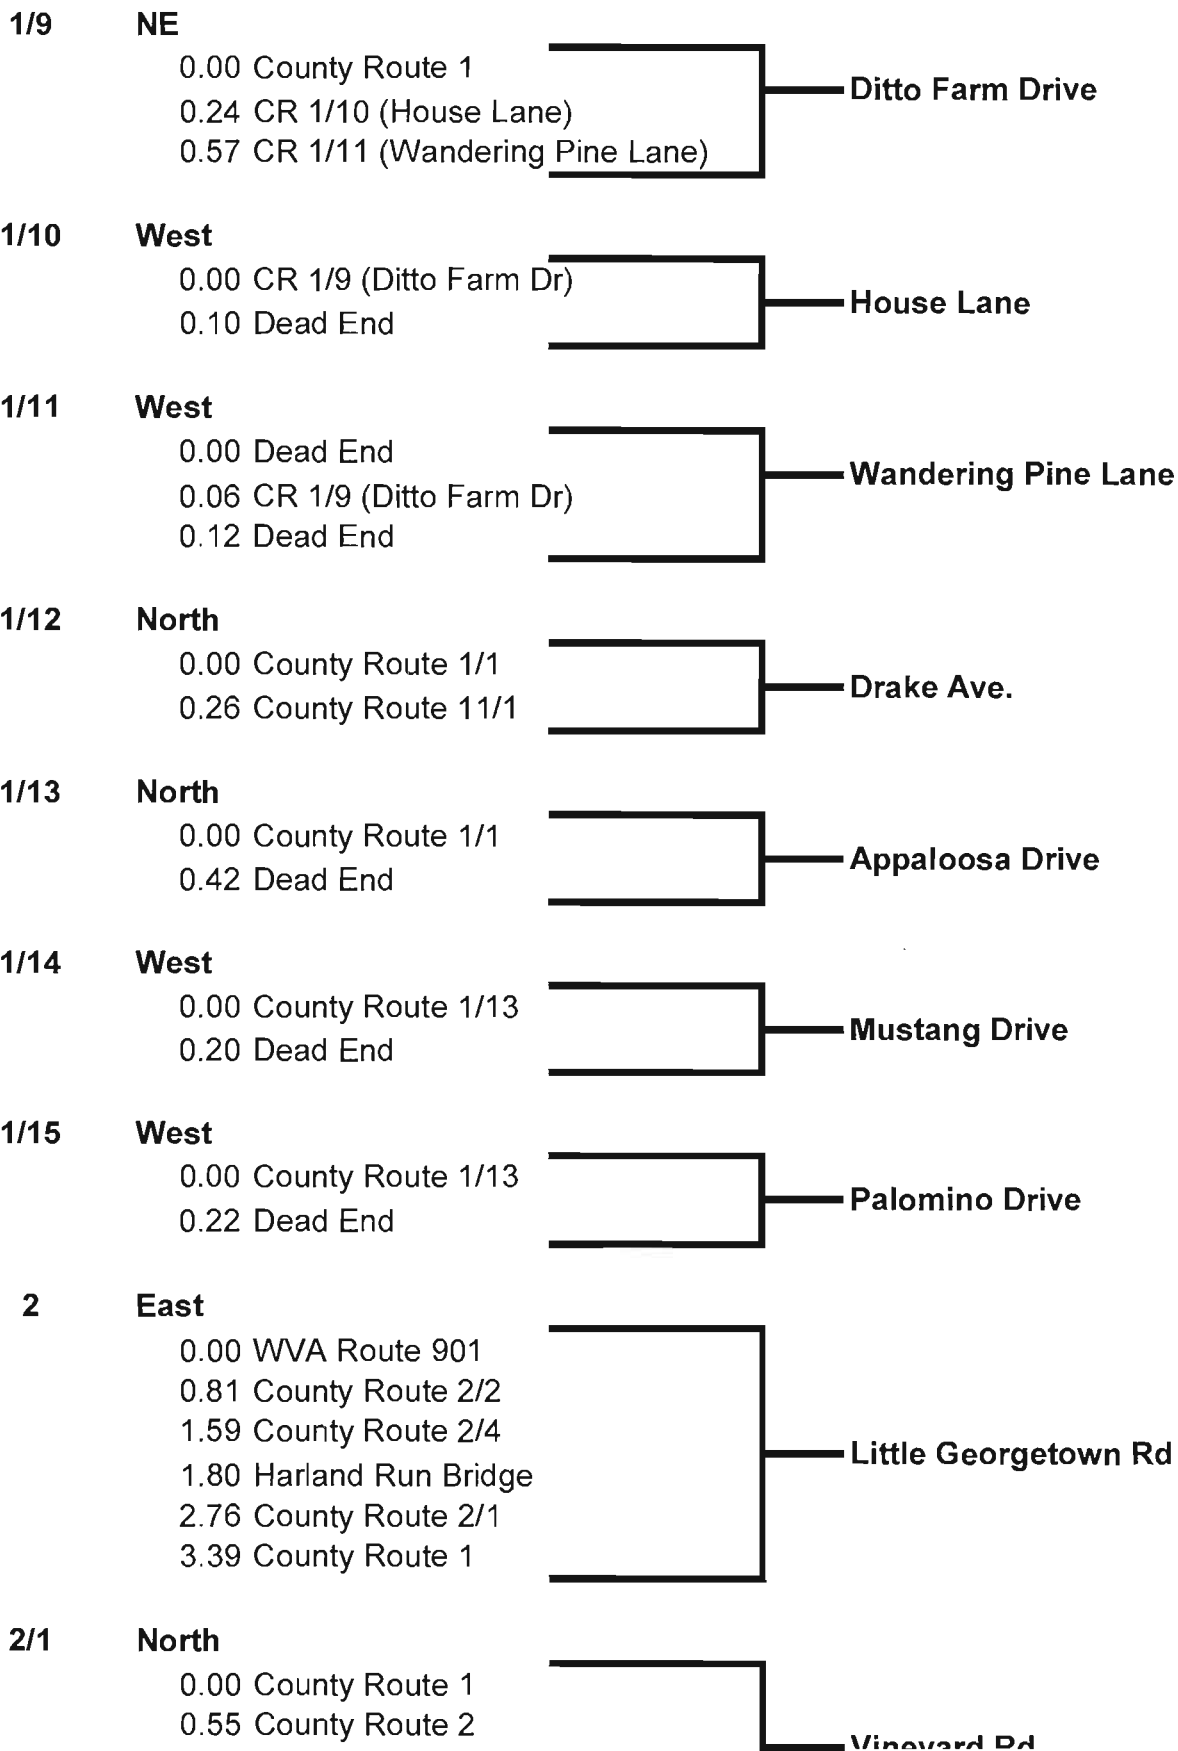 1/9 NE
0.00 County Route 1
Ditto Farm Drive
0.24 CR 1/10 (House Lane)
0.57 CR 1/11 (Wandering Pine Lane)
1/10 West
0.00 CR 1/9 (Ditto Farm Dr)
House Lane
0.10 Dead End
1/11 West
0.00 Dead End
Wandering Pine Lane
0.06 CR 1/9 (Ditto Farm Dr)
0.12 Dead End
1/12 North
0.00 County Route 1/1
Drake Ave.
0.26 County Route 11/1
1/13 North
0.00 County Route 1/1
Appaloosa Drive
0.42 Dead End
1/14 West
0.00 County Route 1/13
Mustang Drive
0.20 Dead End
1/15 West
0.00 County Route 1/13
Palomino Drive
0.22 Dead End
2 East
0.00 WVA Route 901
0.81 County Route 2/2
1.59 County Route 2/4
Little Georgetown Rd
1.80 Harland Run Bridge
2.76 County Route 2/1
3.39 County Route 1
2/1 North
0.00 County Route 1
0.55 County Route 2
Vineyard Rd